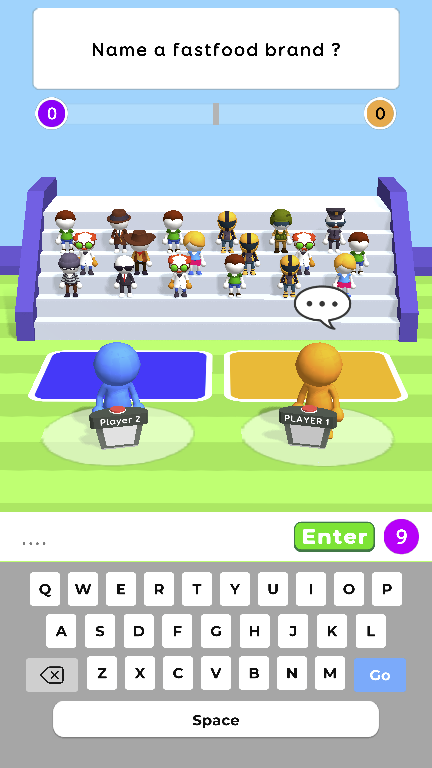 Name a fastfood brand ?
0
0
Player 2
PLAYER 1
....
Enter
9
Q W E R T Y U I O P
A S D F G H J K L
Z X C V B N M Go
Space